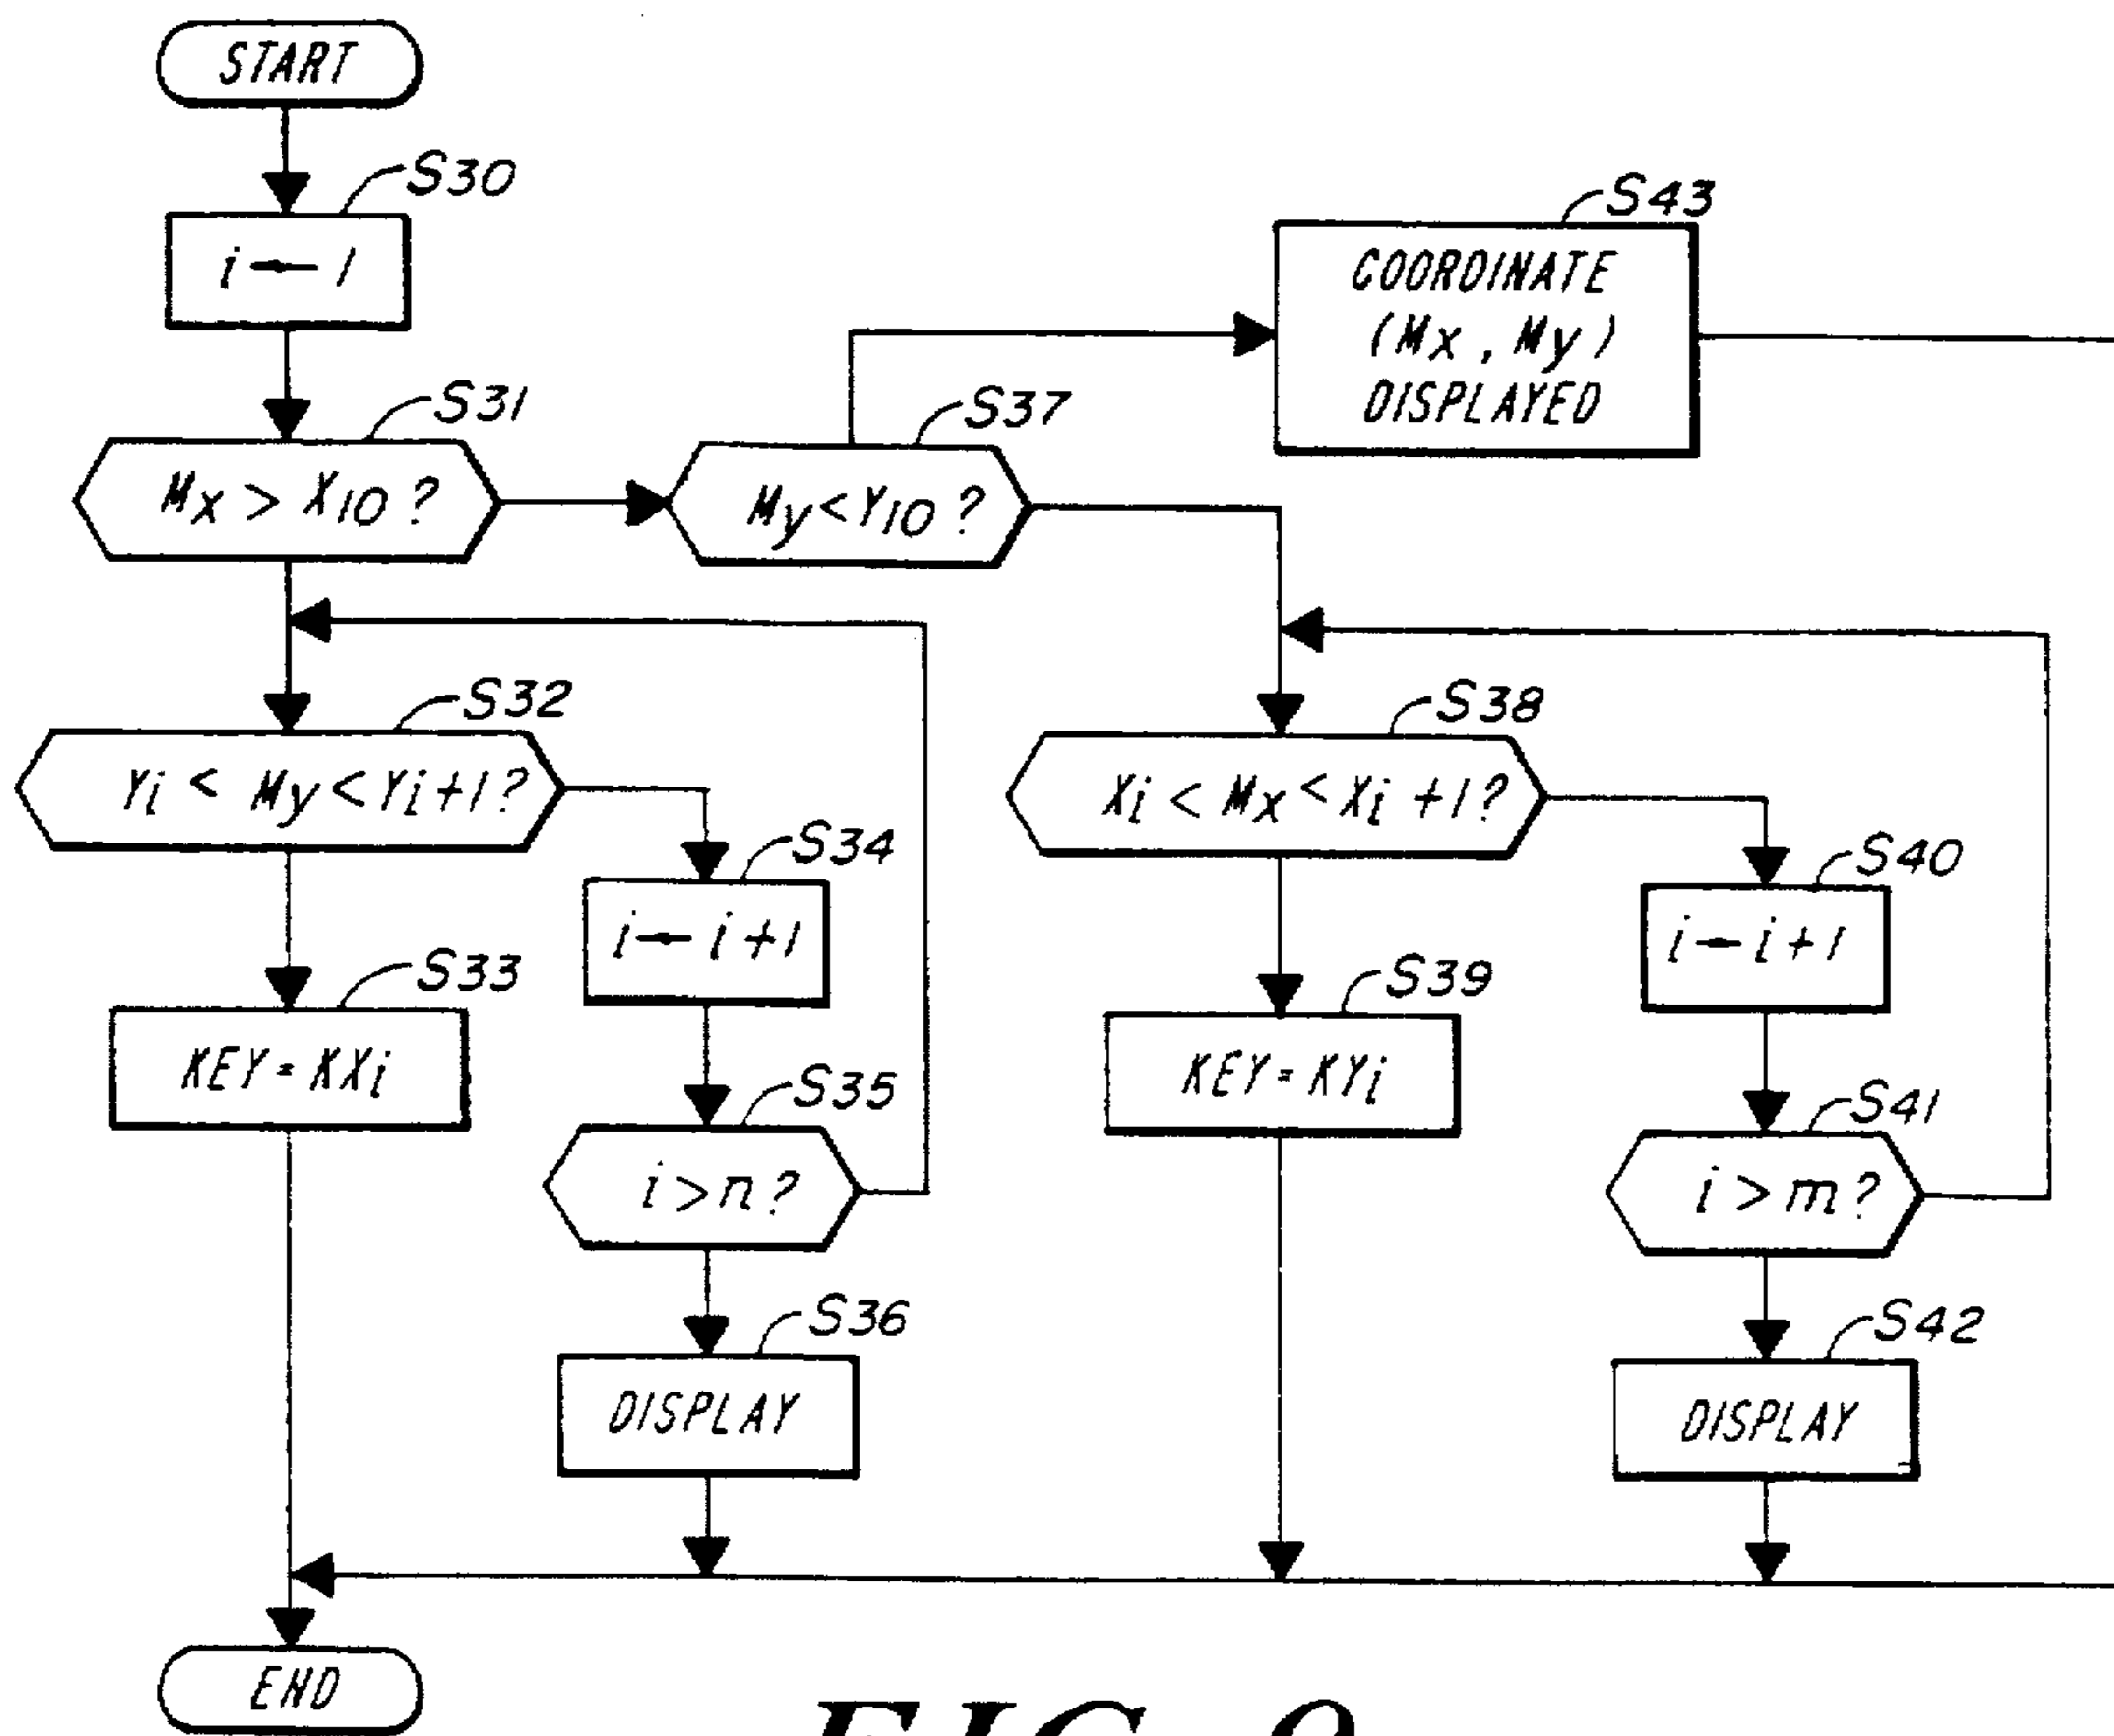 START
S30
i ← 1
S31
Mx > X10 ?
S37
My < Y10 ?
S43
COORDINATE
(Mx , My)
DISPLAYED
S32
Yi < My < Yi+1?
S34
i ← i+1
S33
KEY = KXi
S35
i > n ?
S36
DISPLAY
S38
Xi < Mx < Xi+1?
S40
i ← i+1
S39
KEY = KYi
S41
i > m ?
S42
DISPLAY
END